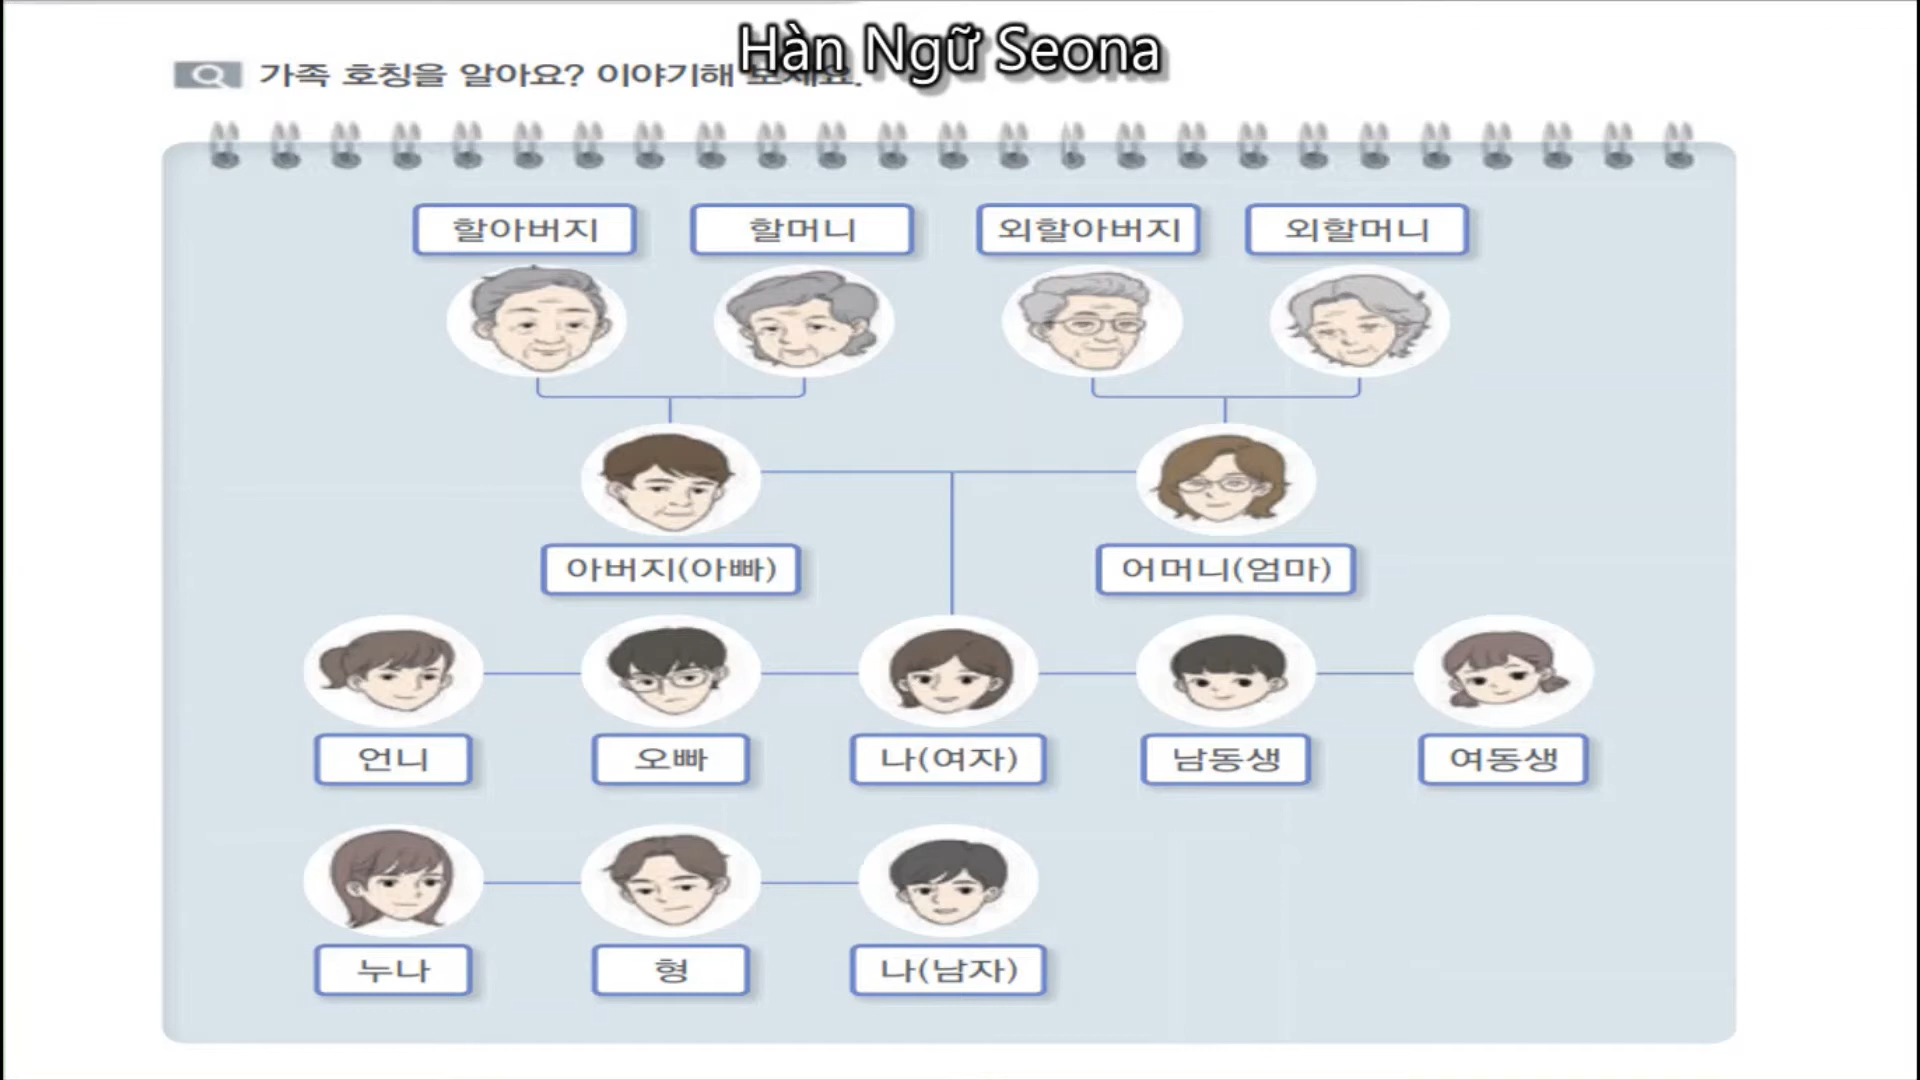 Hàn Ngữ Seona
가족 호칭을 알아요? 이야기해 보세요.
할아버지 할머니 외할아버지 외할머니
아버지(아빠) 어머니(엄마)
언니 오빠 나(여자) 남동생 여동생
누나 형 나(남자)